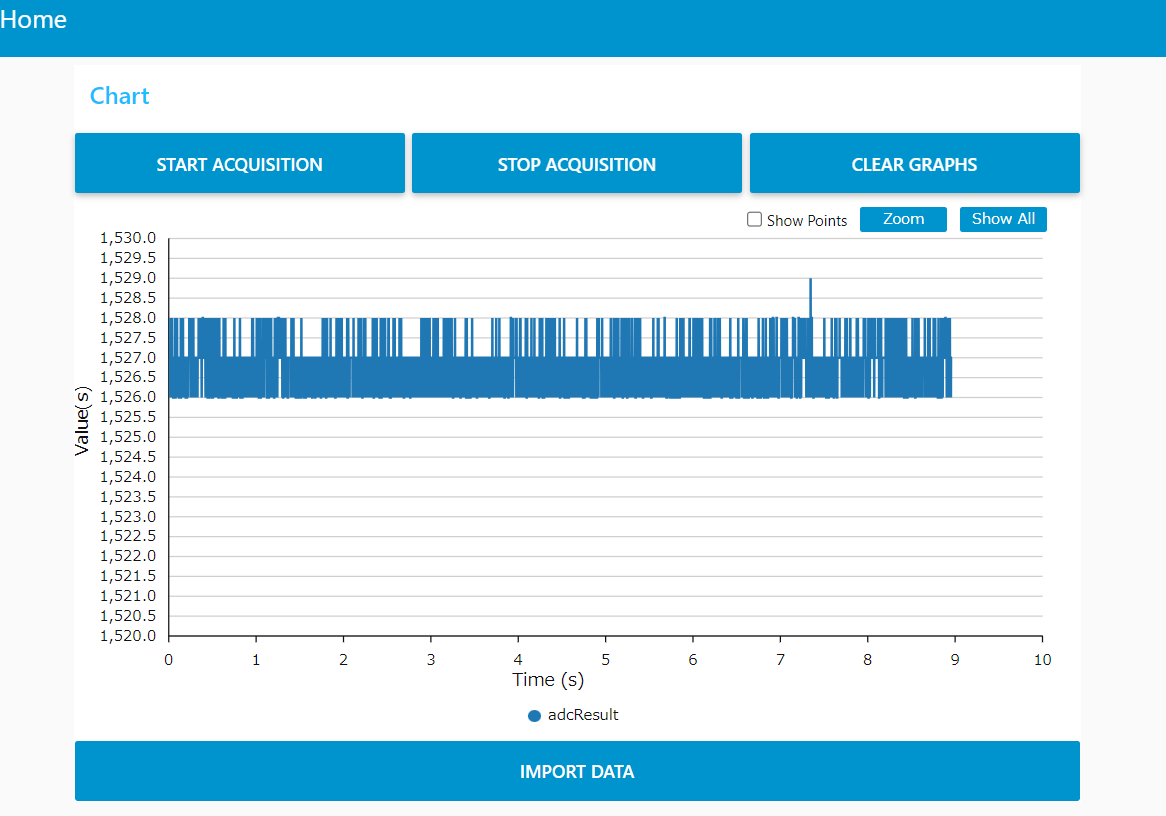 Home
Chart
START ACQUISITION STOP ACQUISITION CLEAR GRAPHS
Show Points Zoom Show All
1,530.0
1,529.5
1,529.0
1,528.5
1,528.0
1,527.5
1,527.0
1,526.5
1,526.0
1,525.5
1,525.0
1,524.5
1,524.0
1,523.5
1,523.0
1,522.5
1,522.0
1,521.5
1,521.0
1,520.5
1,520.0
Value(s)
0 1 2 3 4 5 6 7 8 9 10
Time (s)
adcResult
IMPORT DATA